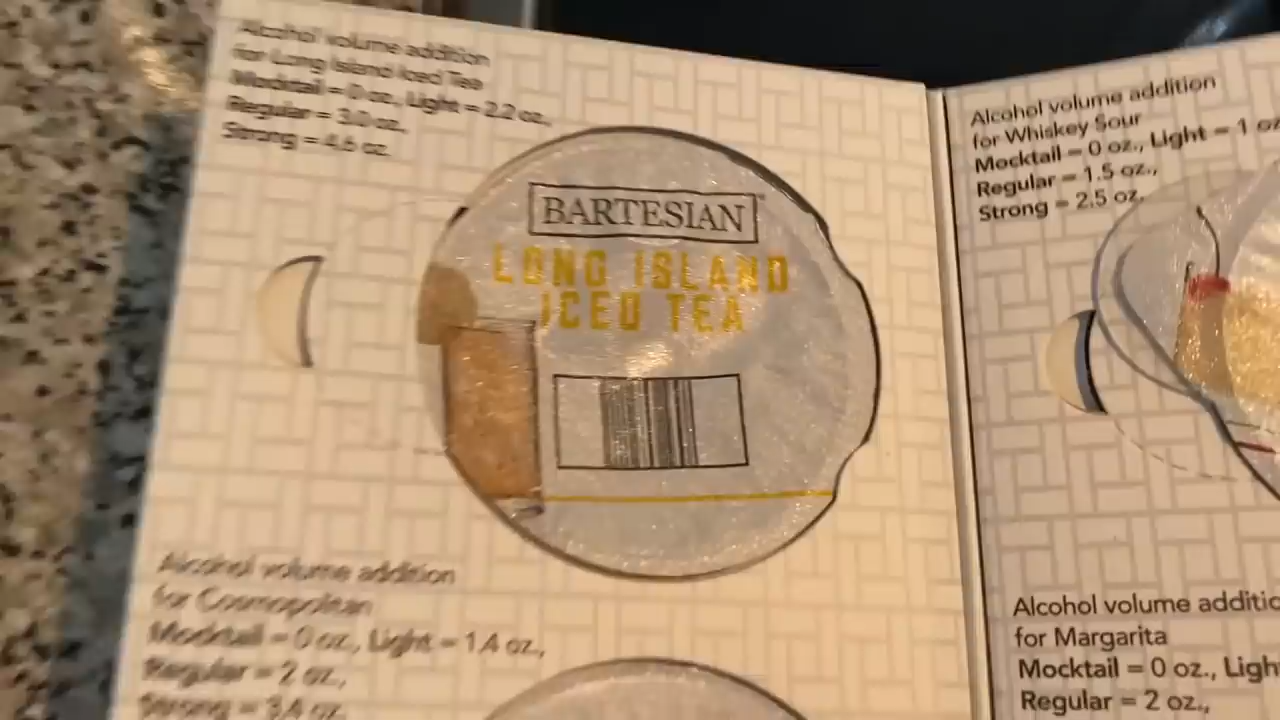 Alcohol volume addition
for Long Island Iced Tea
Mocktail = 0 oz., Light = 2.2 oz.,
Regular = 3.0 oz.
Strong = 4.6 oz.
BARTESIAN
LONG ISLAND
ICED TEA
Alcohol volume addition
for Cosmopolitan
Mocktail = 0 oz., Light = 1.4 oz.,
Regular = 2 oz.,
Strong = 3.4 oz.
Alcohol volume addition
for Whiskey Sour
Mocktail = 0 oz., Light = 1 oz
Regular = 1.5 oz.,
Strong = 2.5 oz.
Alcohol volume additio
for Margarita
Mocktail = 0 oz., Ligh
Regular = 2 oz.,